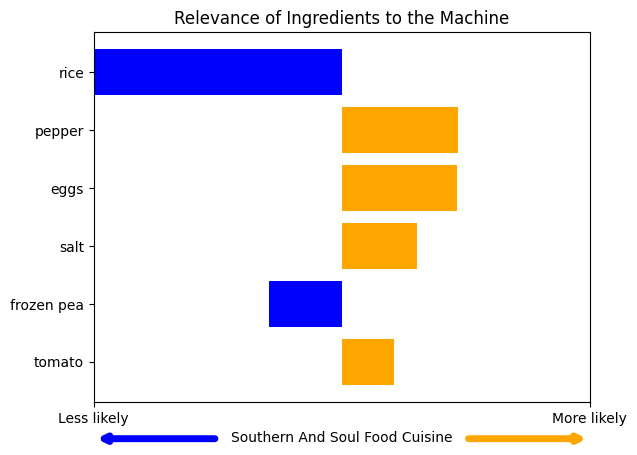 Relevance of Ingredients to the Machine
rice
pepper
eggs
salt
frozen pea
tomato
Less likely More likely
Southern And Soul Food Cuisine